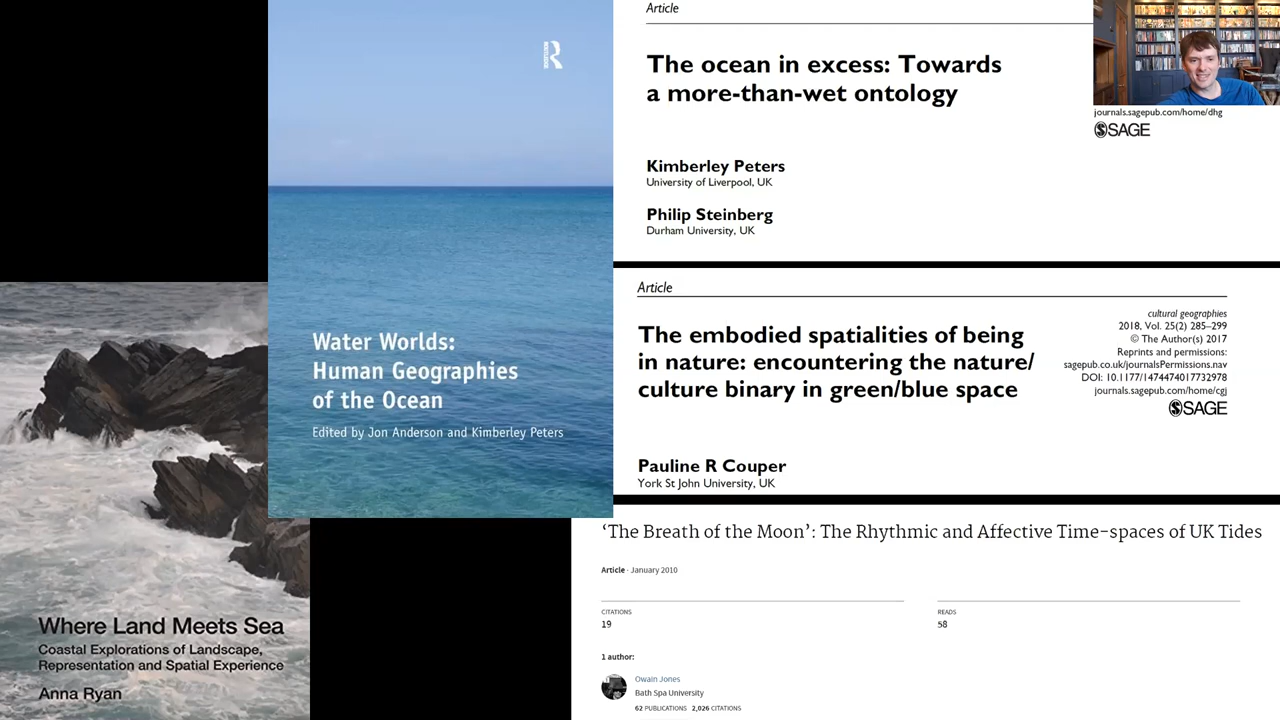 Where Land Meets Sea
Coastal Explorations of Landscape,
Representation and Spatial Experience
Anna Ryan
ROUTLEDGE
Water Worlds:
Human Geographies
of the Ocean
Edited by Jon Anderson and Kimberley Peters
Article
The ocean in excess: Towards
a more-than-wet ontology
journals.sagepub.com/home/dhg
SAGE
Kimberley Peters
University of Liverpool, UK
Philip Steinberg
Durham University, UK
Article
The embodied spatialities of being
in nature: encountering the nature/
culture binary in green/blue space
cultural geographies
2018, Vol. 25(2) 285–299
© The Author(s) 2017
Reprints and permissions:
sagepub.co.uk/journalsPermissions.nav
DOI: 10.1177/1474474017732978
journals.sagepub.com/home/cgj
SAGE
Pauline R Couper
York St John University, UK
‘The Breath of the Moon’: The Rhythmic and Affective Time-spaces of UK Tides
Article · January 2010
CITATIONS
19
READS
58
1 author:
Owain Jones
Bath Spa University
62 PUBLICATIONS 2,026 CITATIONS